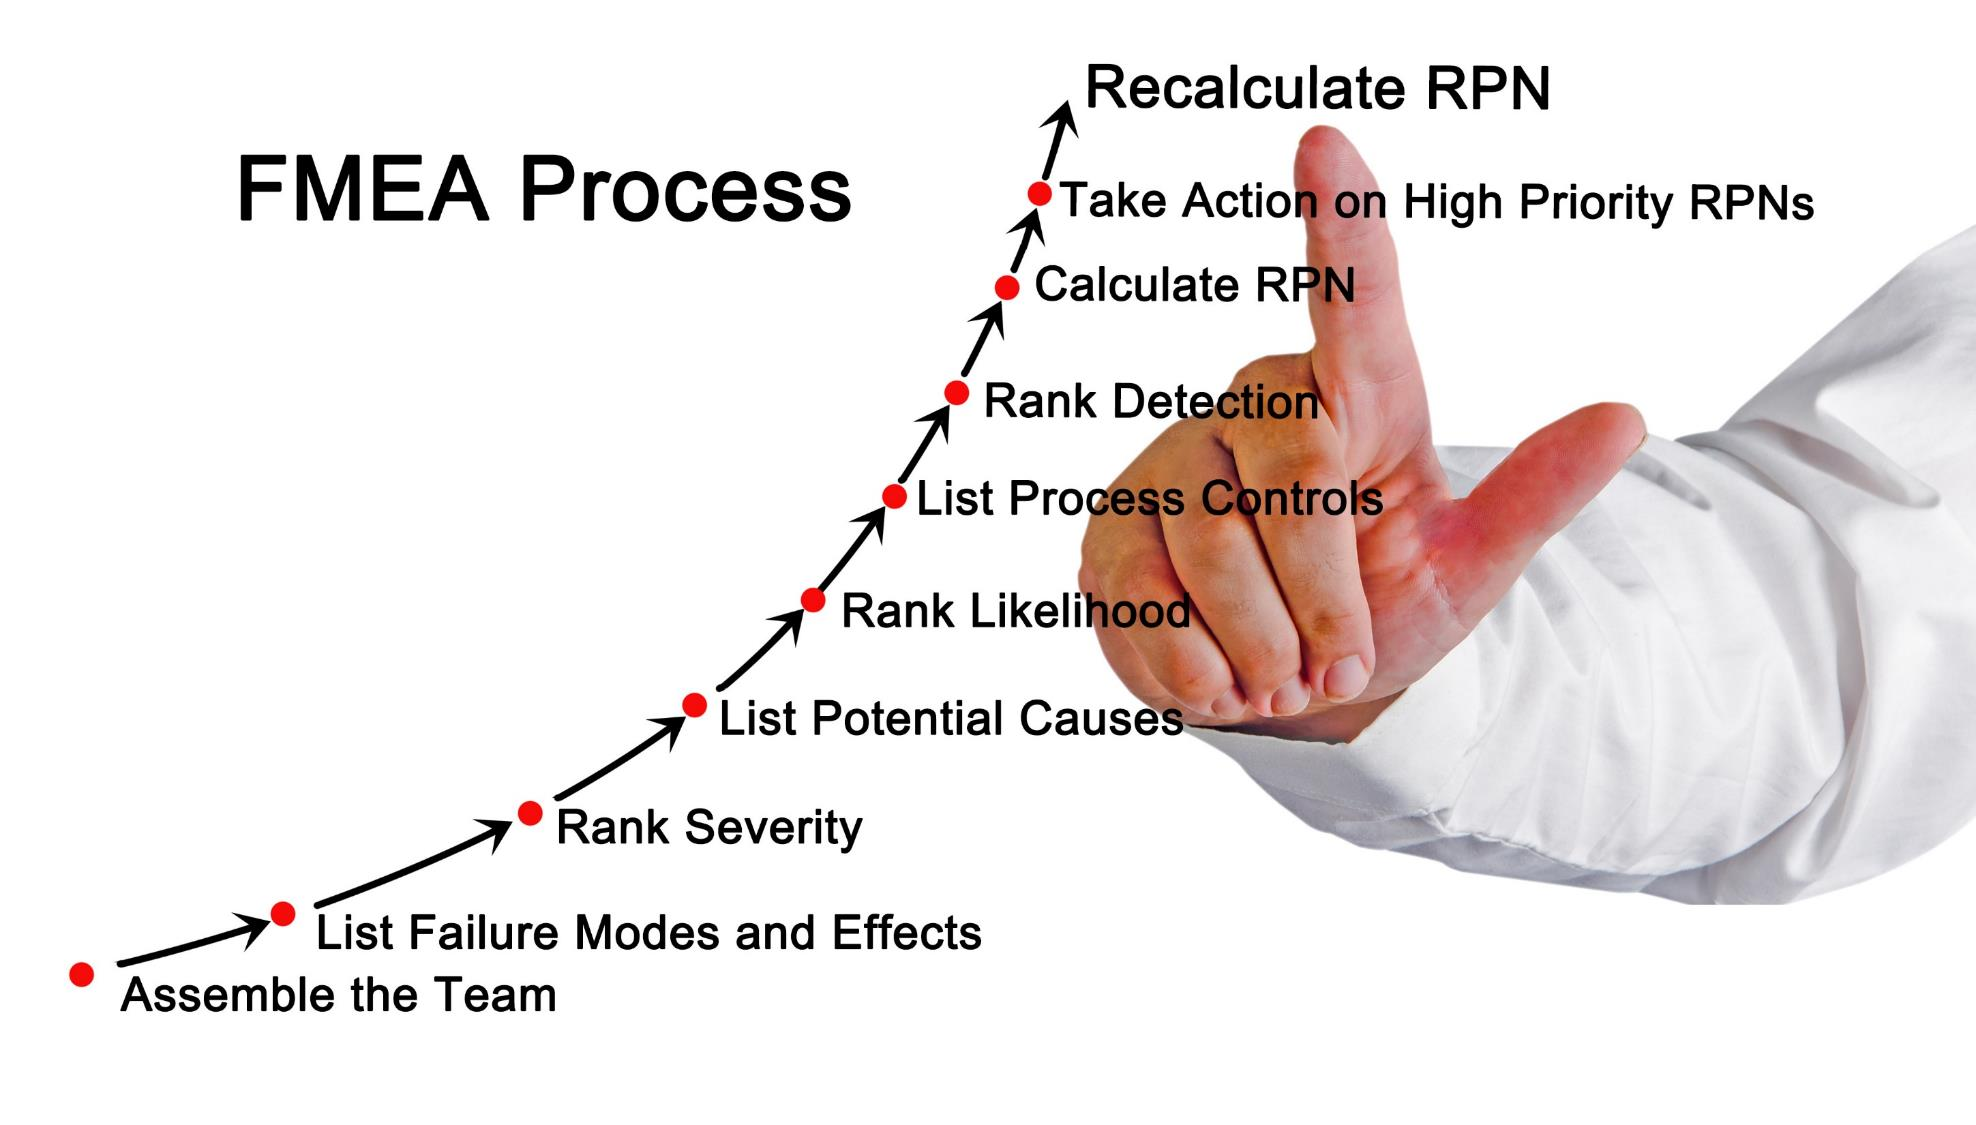 Recalculate RPN
FMEA Process
Take Action on High Priority RPNs
Calculate RPN
Rank Detection
List Process Controls
Rank Likelihood
List Potential Causes
Rank Severity
List Failure Modes and Effects
Assemble the Team